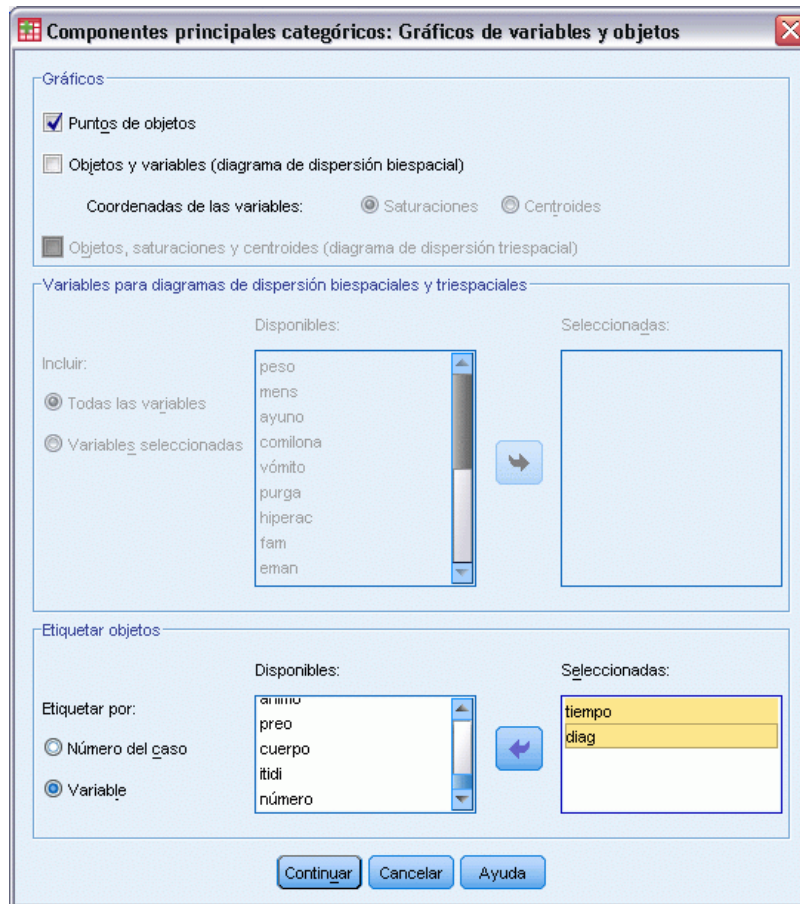 Componentes principales categóricos: Gráficos de variables y objetos
Gráficos
Puntos de objetos
Objetos y variables (diagrama de dispersión biespacial)
Coordenadas de las variables:
Saturaciones
Centroides
Objetos, saturaciones y centroides (diagrama de dispersión triespacial)
Variables para diagramas de dispersión biespaciales y triespaciales
Incluir:
Todas las variables
Variables seleccionadas
Disponibles:
peso
mens
ayuno
comilona
vómito
purga
hiperac
fam
eman
Seleccionadas:
Etiquetar objetos
Etiquetar por:
Número del caso
Variable
Disponibles:
preo
cuerpo
itidi
número
Seleccionadas:
tiempo
diag
Continuar
Cancelar
Ayuda